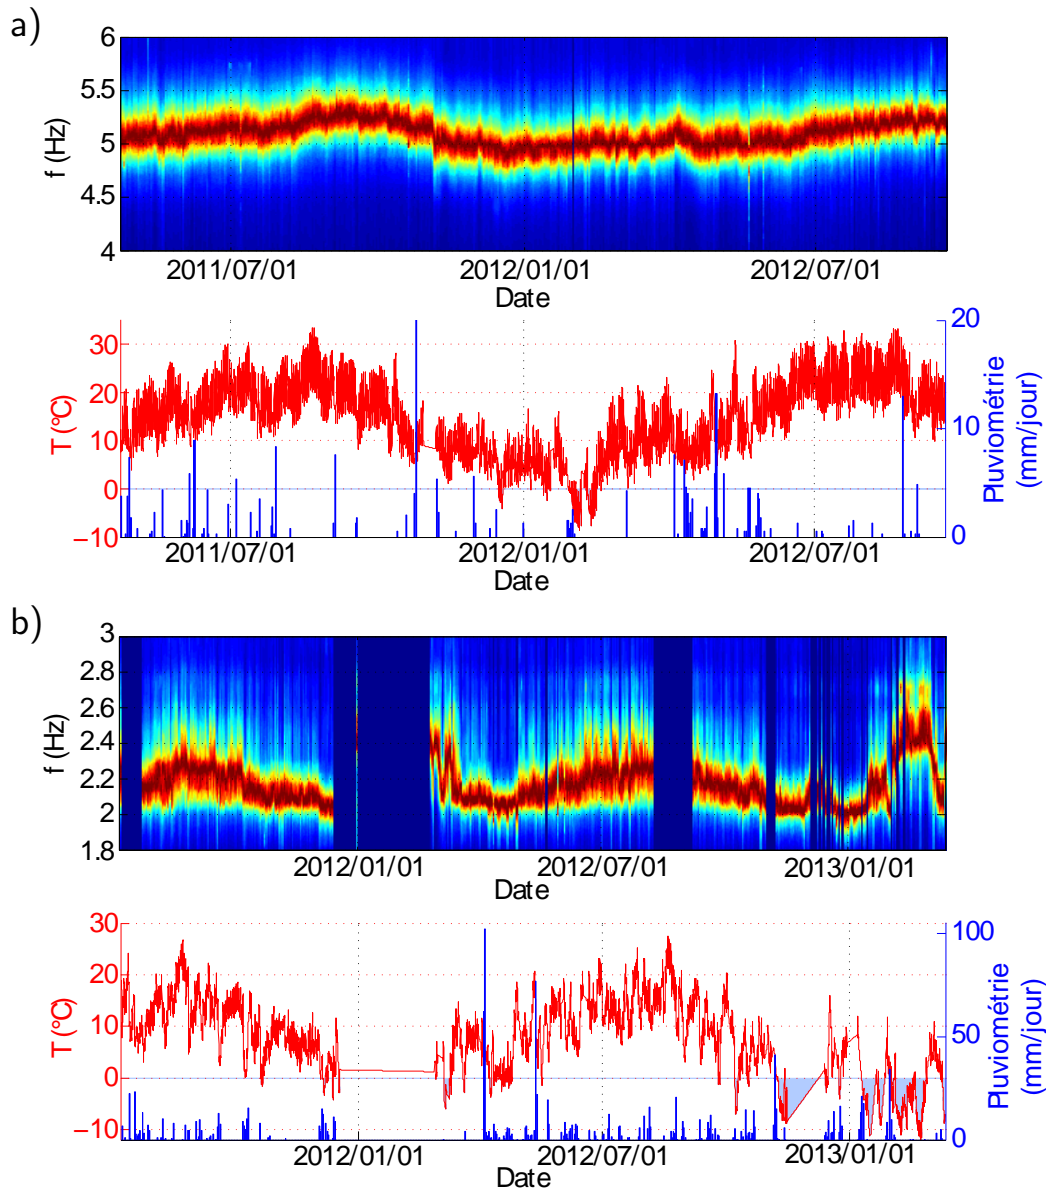 a)
6
5.5
5
4.5
4
f (Hz)
2011/07/01
2012/01/01
2012/07/01
Date
30
20
10
0
−10
T (°C)
20
10
0
Pluviométrie
(mm/jour)
2011/07/01
2012/01/01
2012/07/01
Date
b)
3
2.8
2.6
2.4
2.2
2
1.8
f (Hz)
2012/01/01
2012/07/01
2013/01/01
Date
30
20
10
0
−10
T (°C)
100
50
0
Pluviométrie
(mm/jour)
2012/01/01
2012/07/01
2013/01/01
Date